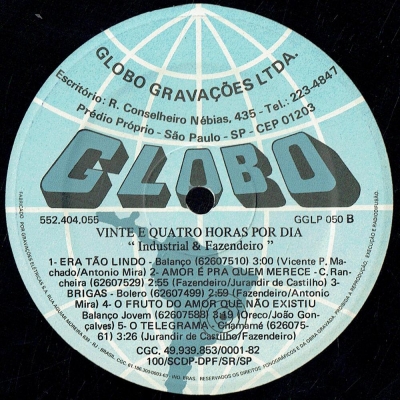 GLOBO GRAVAÇÕES LTDA.
Escritório: R. Conselheiro Nébias, 435 - Tel.: 223-4847
Prédio Próprio - São Paulo - SP - CEP 01203
GLOBO
552.404.055
GGLP 050 B
VINTE E QUATRO HORAS POR DIA
" Industrial & Fazendeiro "
1- ERA TÃO LINDO - Balanço (62607510) 3:00 (Vicente P. Ma-
chado/Antonio Mira) 2- AMOR É PRA QUEM MERECE - C. Ran-
cheira (62607529) 2:55 (Fazendeiro/Jurandir de Castilho) 3-
BRIGAS - Bolero (62607499) 2:59 (Fazendeiro/Antonio
Mira) 4- O FRUTO DO AMOR QUE NÃO EXISTIU
Balanço Jovem (62607588) (Greco/João Gon-
çalves) 5- O TELEGRAMA - Chamamé (626075-
61) 3:26 (Jurandir de Castilho/Fazendeiro)
CGC, 49,939,853/0001-82
100/SCDP-DPF/SR/SP